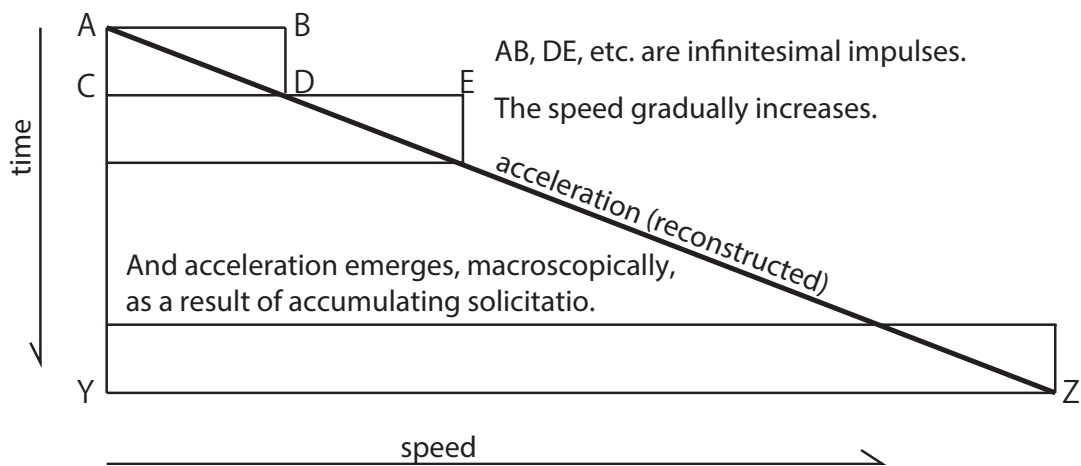 A
B
AB, DE, etc. are infinitesimal impulses.
C
D
E
The speed gradually increases.
time
acceleration (reconstructed)
And acceleration emerges, macroscopically,
as a result of accumulating solicitatio.
Y
Z
speed